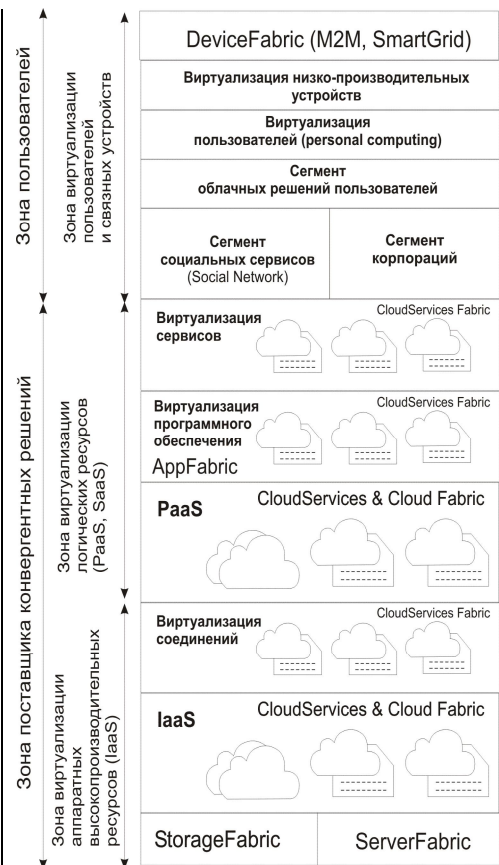 Зона пользователей
Зона виртуализации
пользователей
и связных устройств
DeviceFabric (M2M, SmartGrid)
Виртуализация низко-производительных
устройств
Виртуализация
пользователей (personal computing)
Сегмент
облачных решений пользователей
Сегмент
социальных сервисов
(Social Network)
Сегмент
корпораций
Зона поставщика конвергентных решений
Зона виртуализации
логических ресурсов
(PaaS, SaaS)
Виртуализация
сервисов
CloudServices Fabric
Виртуализация
программного
обеспечения
CloudServices Fabric
AppFabric
PaaS
CloudServices & Cloud Fabric
Зона виртуализации
аппаратных
высокопроизводительных
ресурсов (IaaS)
Виртуализация
соединений
CloudServices Fabric
IaaS
CloudServices & Cloud Fabric
StorageFabric
ServerFabric